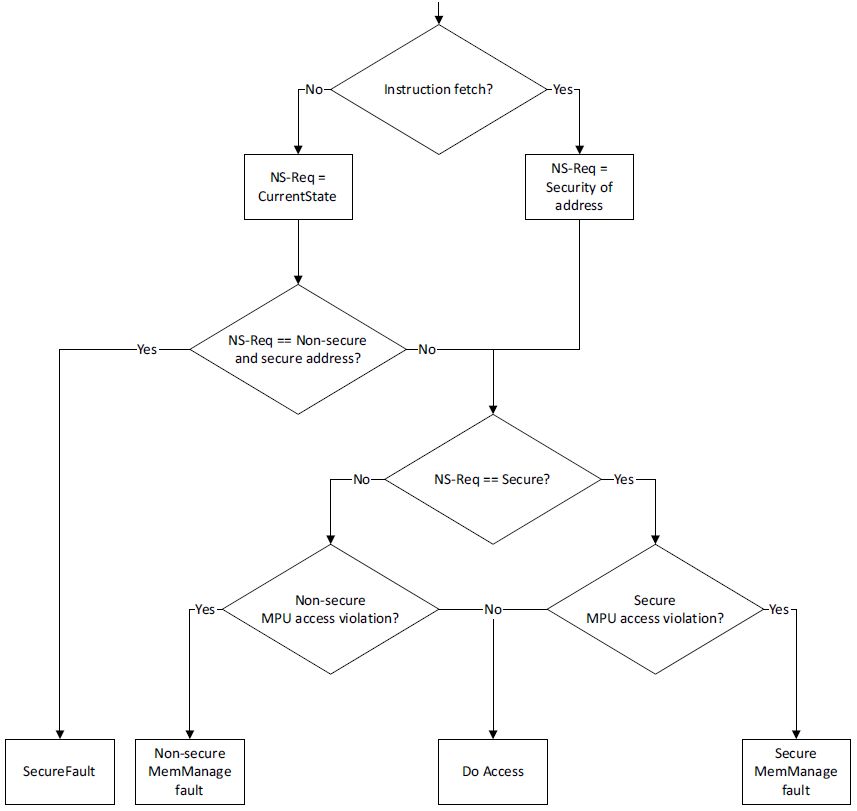 Instruction fetch?
No
Yes
NS-Req =
CurrentState
NS-Req =
Security of
address
NS-Req == Non-secure
and secure address?
Yes
No
NS-Req == Secure?
No
Yes
Non-secure
MPU access violation?
Yes
No
Secure
MPU access violation?
Yes
SecureFault
Non-secure
MemManage
fault
Do Access
Secure
MemManage
fault